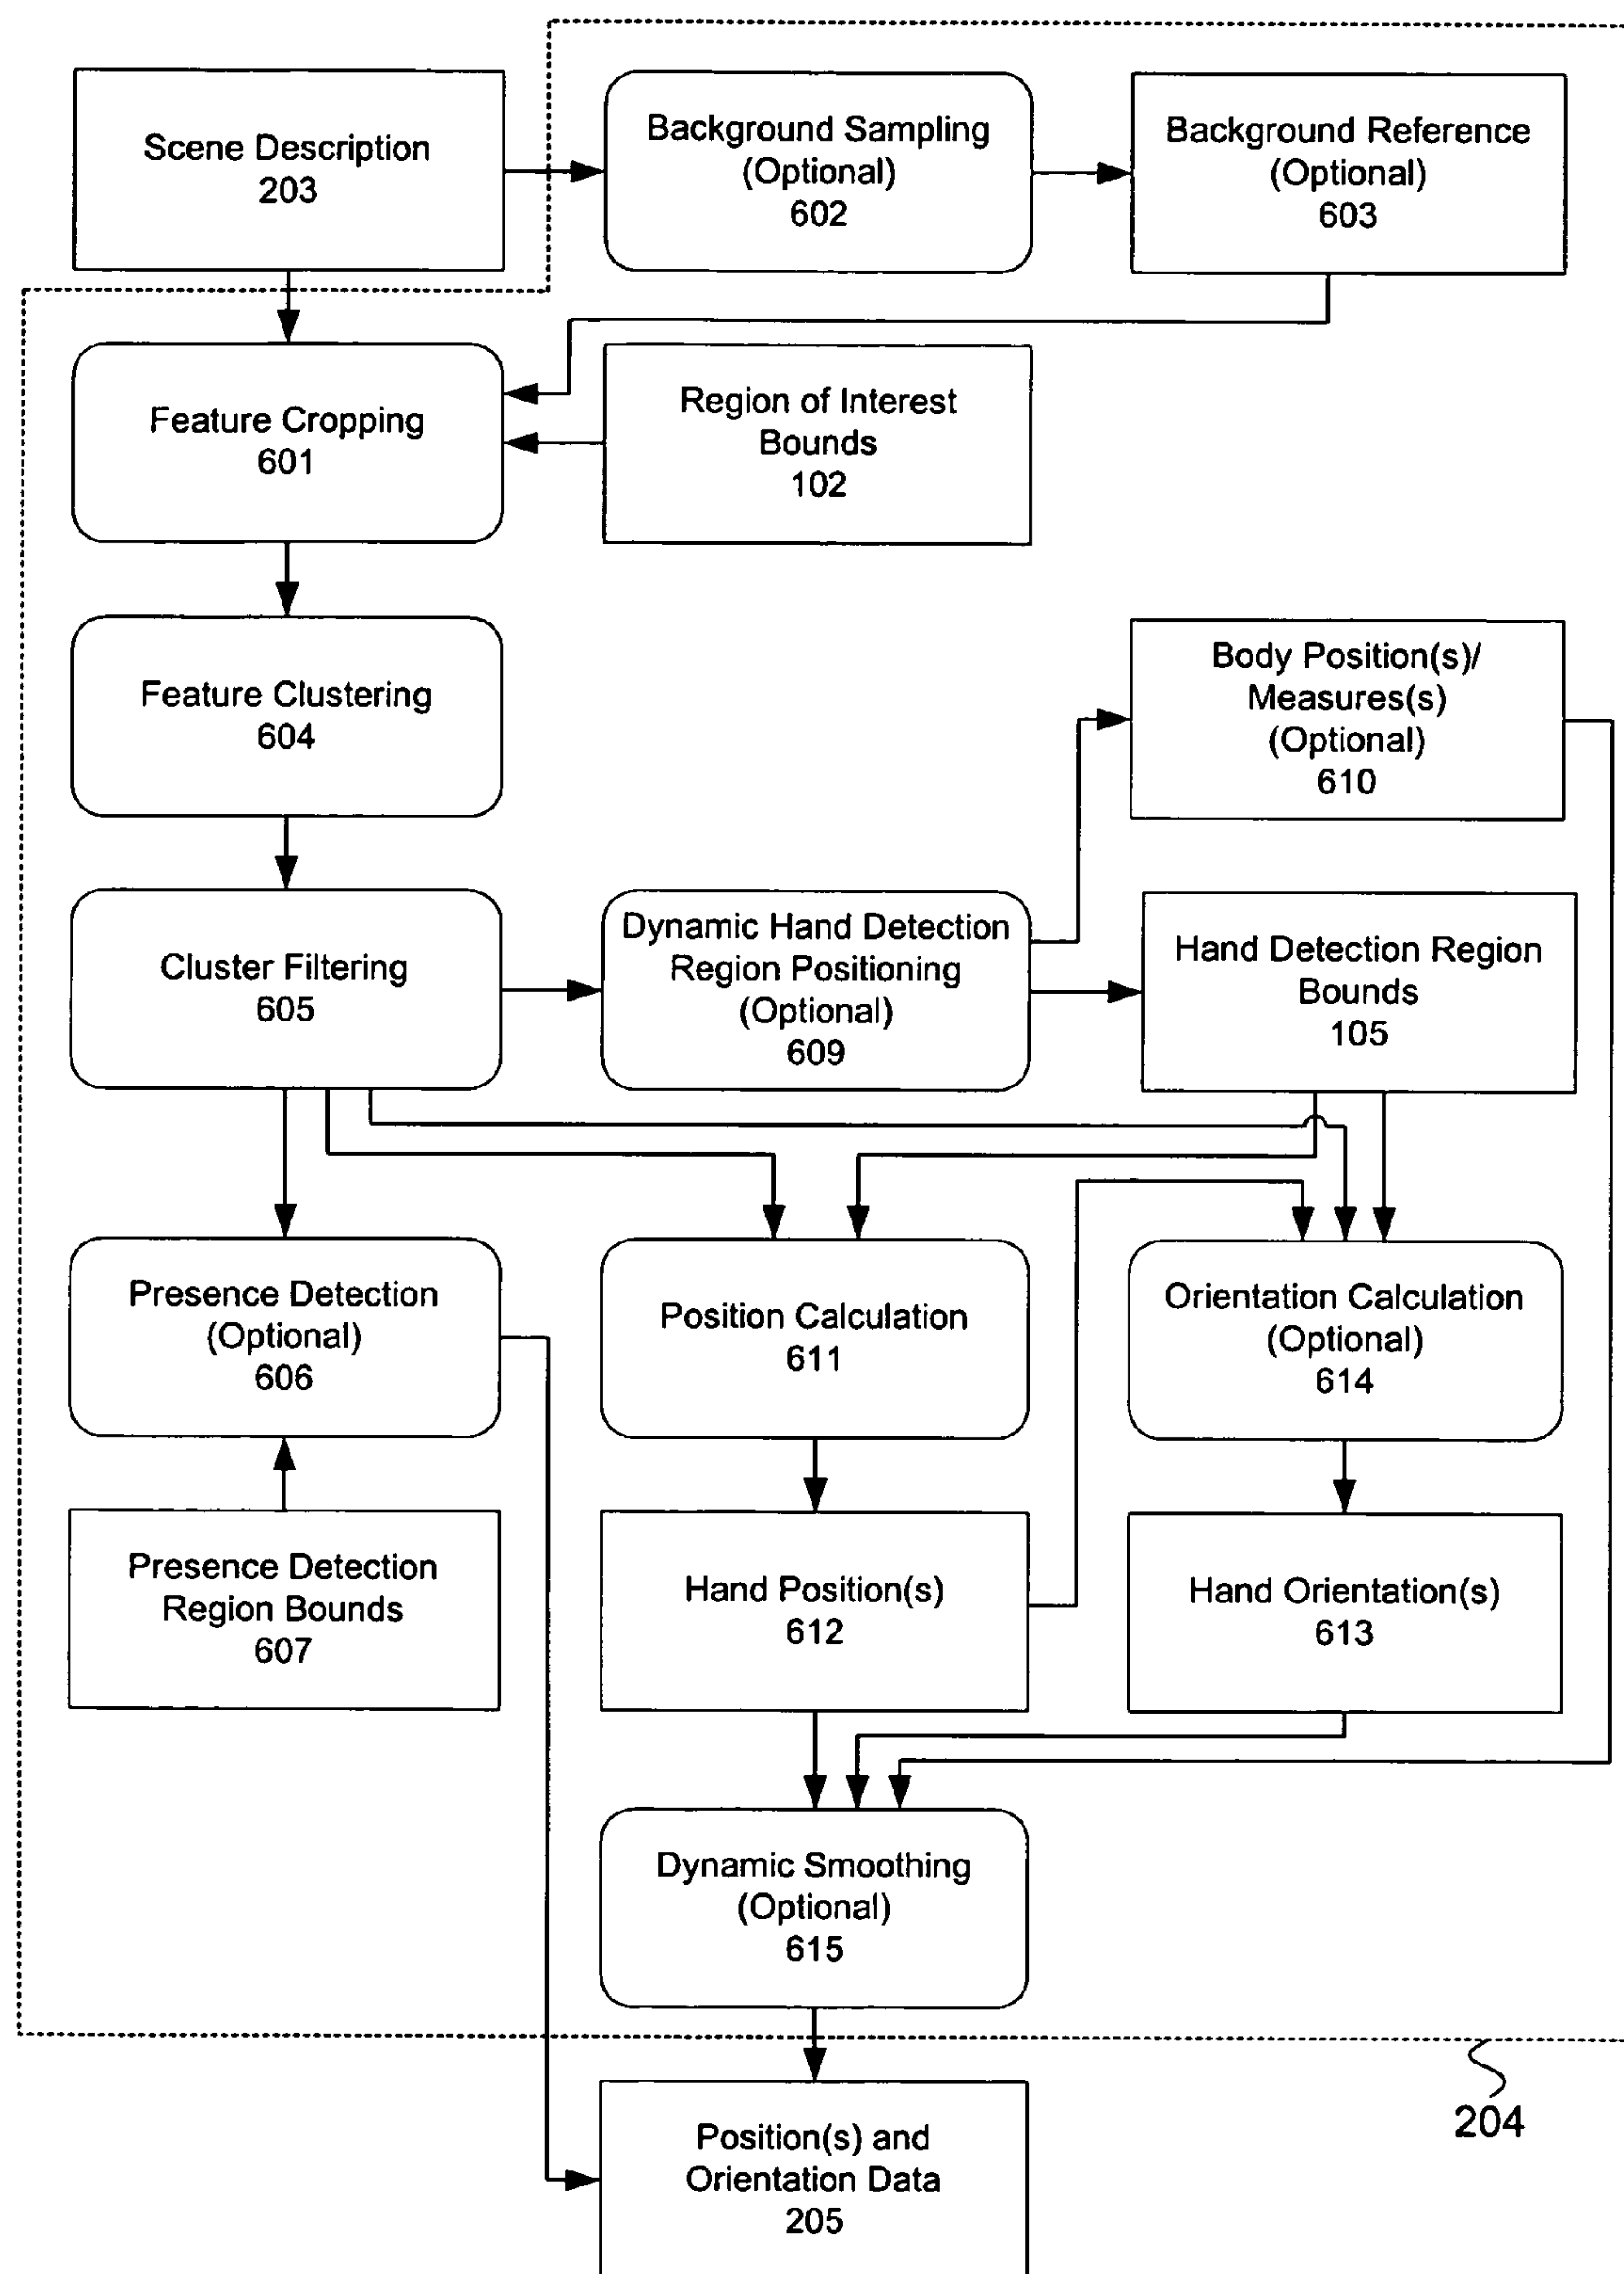 Scene Description
203
Background Sampling
(Optional)
602
Background Reference
(Optional)
603
Feature Cropping
601
Region of Interest
Bounds
102
Feature Clustering
604
Body Position(s)/
Measures(s)
(Optional)
610
Cluster Filtering
605
Dynamic Hand Detection
Region Positioning
(Optional)
609
Hand Detection Region
Bounds
105
Presence Detection
(Optional)
606
Position Calculation
611
Orientation Calculation
(Optional)
614
Presence Detection
Region Bounds
607
Hand Position(s)
612
Hand Orientation(s)
613
Dynamic Smoothing
(Optional)
615
204
Position(s) and
Orientation Data
205